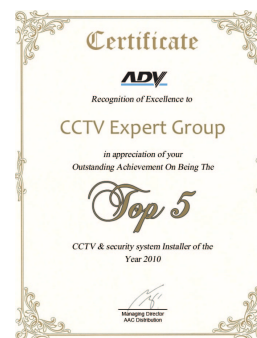 Certificate
ADV
Recognition of Excellence to
CCTV Expert Group
in appreciation of your
Outstanding Achievement On Being The
Top 5
CCTV & security system Installer of the
Year 2010
Managing Director
AAC Distribution